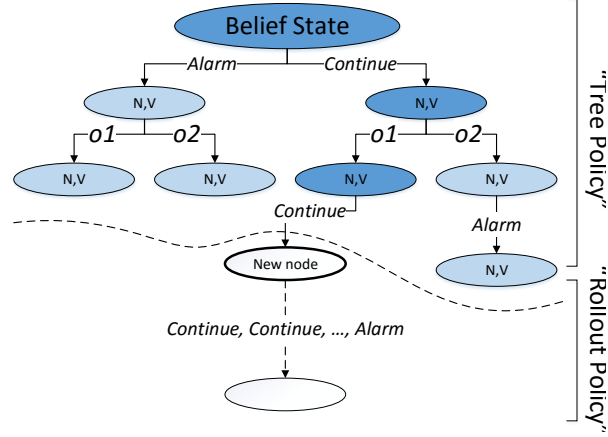 Belief State
Alarm
Continue
N,V
N,V
o1
o2
o1
o2
N,V
N,V
N,V
N,V
Continue
Alarm
New node
N,V
Continue, Continue, ..., Alarm
"Tree Policy"
"Rollout Policy"